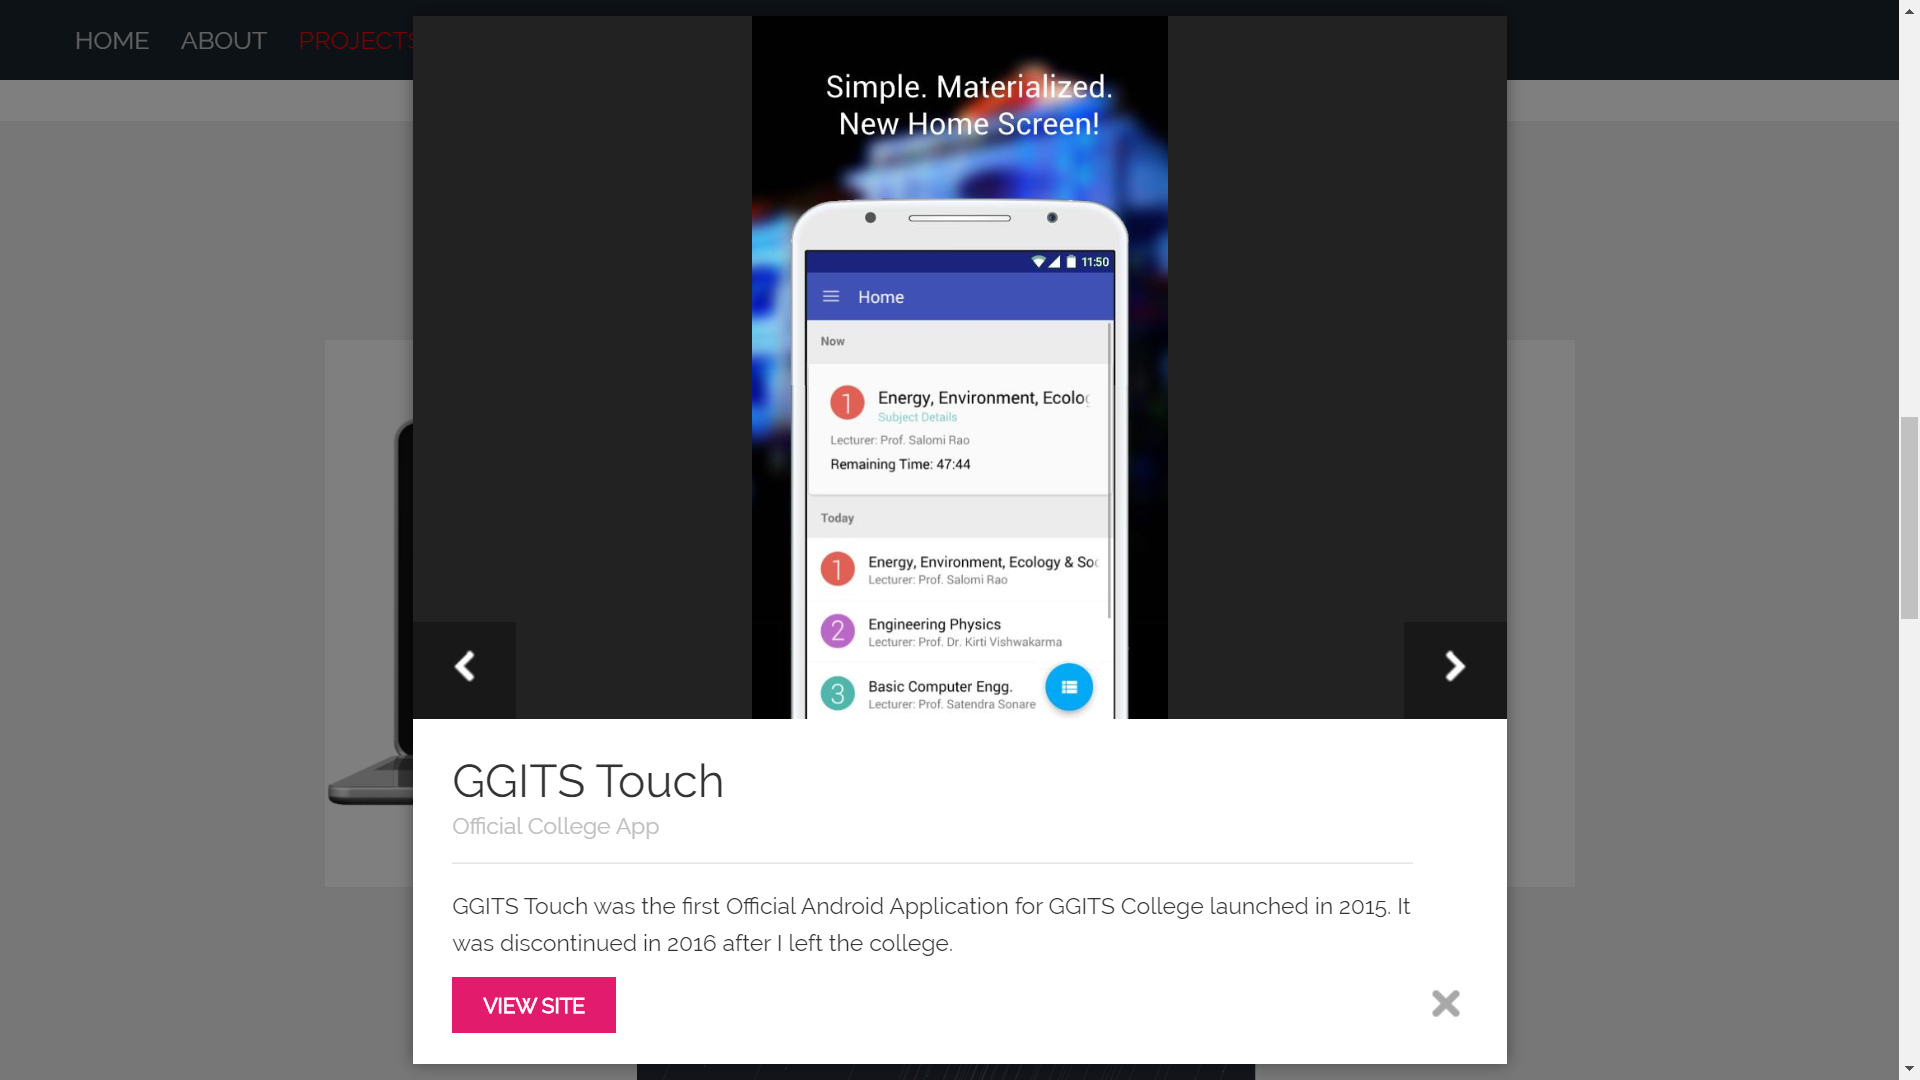 HOME ABOUT PROJECTS
Simple. Materialized.
New Home Screen!
11:50
Home
Now
1 Energy, Environment, Ecolo
Subject Details
Lecturer: Prof. Salomi Rao
Remaining Time: 47:44
Today
1 Energy, Environment, Ecology & So
Lecturer: Prof. Salomi Rao
2 Engineering Physics
Lecturer: Prof. Dr. Kirti Vishwakarma
3 Basic Computer Engg.
Lecturer: Prof. Satendra Sonare
GGITS Touch
Official College App
GGITS Touch was the first Official Android Application for GGITS College launched in 2015. It
was discontinued in 2016 after I left the college.
VIEW SITE